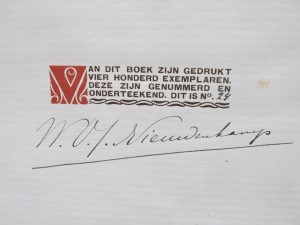 VAN DIT BOEK ZIJN GEDRUKT
VIER HONDERD EXEMPLAREN.
DEZE ZIJN GENUMMERD EN
ONDERTEEKEND. DIT IS No. 28
W.O.J. Nieuwenkamp